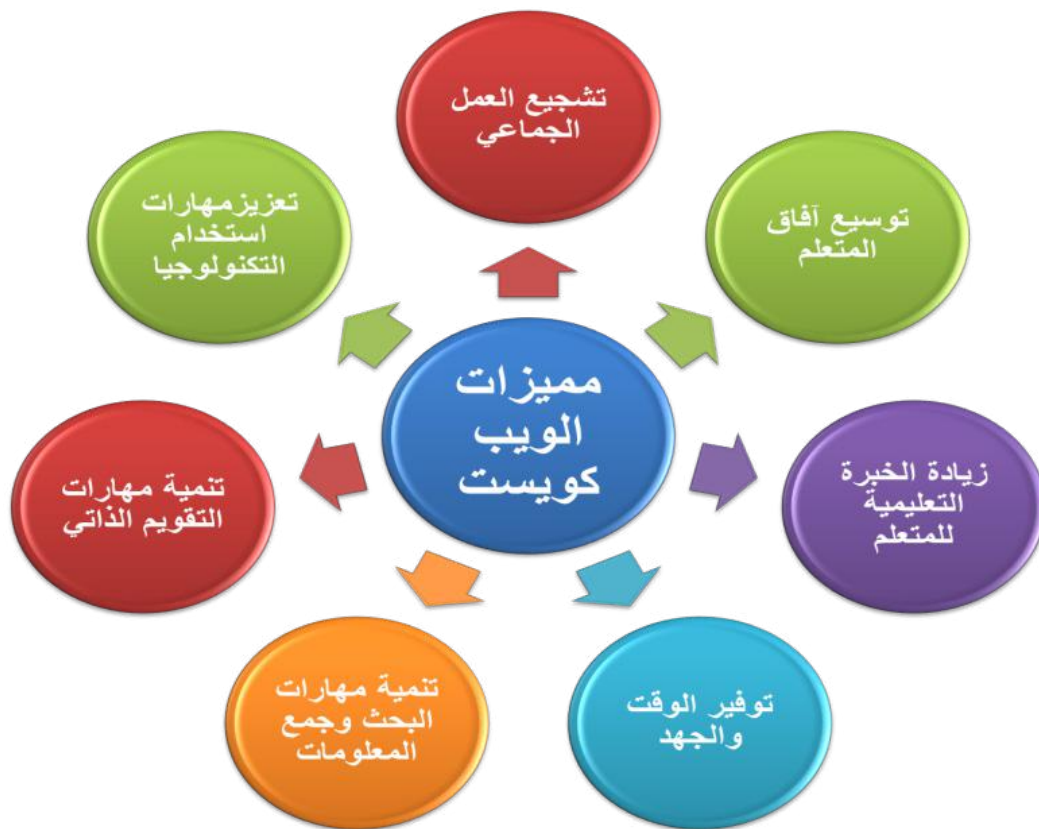 مميزات
الويب
كويست
تشجيع العمل
الجماعي
توسيع آفاق
المتعلم
زيادة الخبرة
التعليمية
للمتعلم
توفير الوقت
والجهد
تنمية مهارات
البحث وجمع
المعلومات
تنمية مهارات
التقويم الذاتي
تعزيزمهارات
استخدام
التكنولوجيا